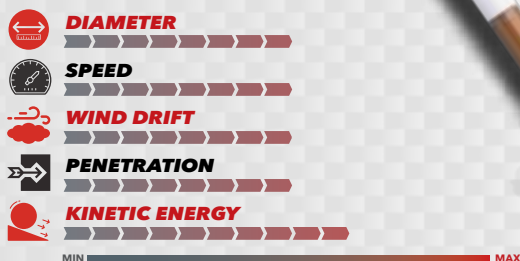 DIAMETER
SPEED
WIND DRIFT
PENETRATION
KINETIC ENERGY
MIN MAX